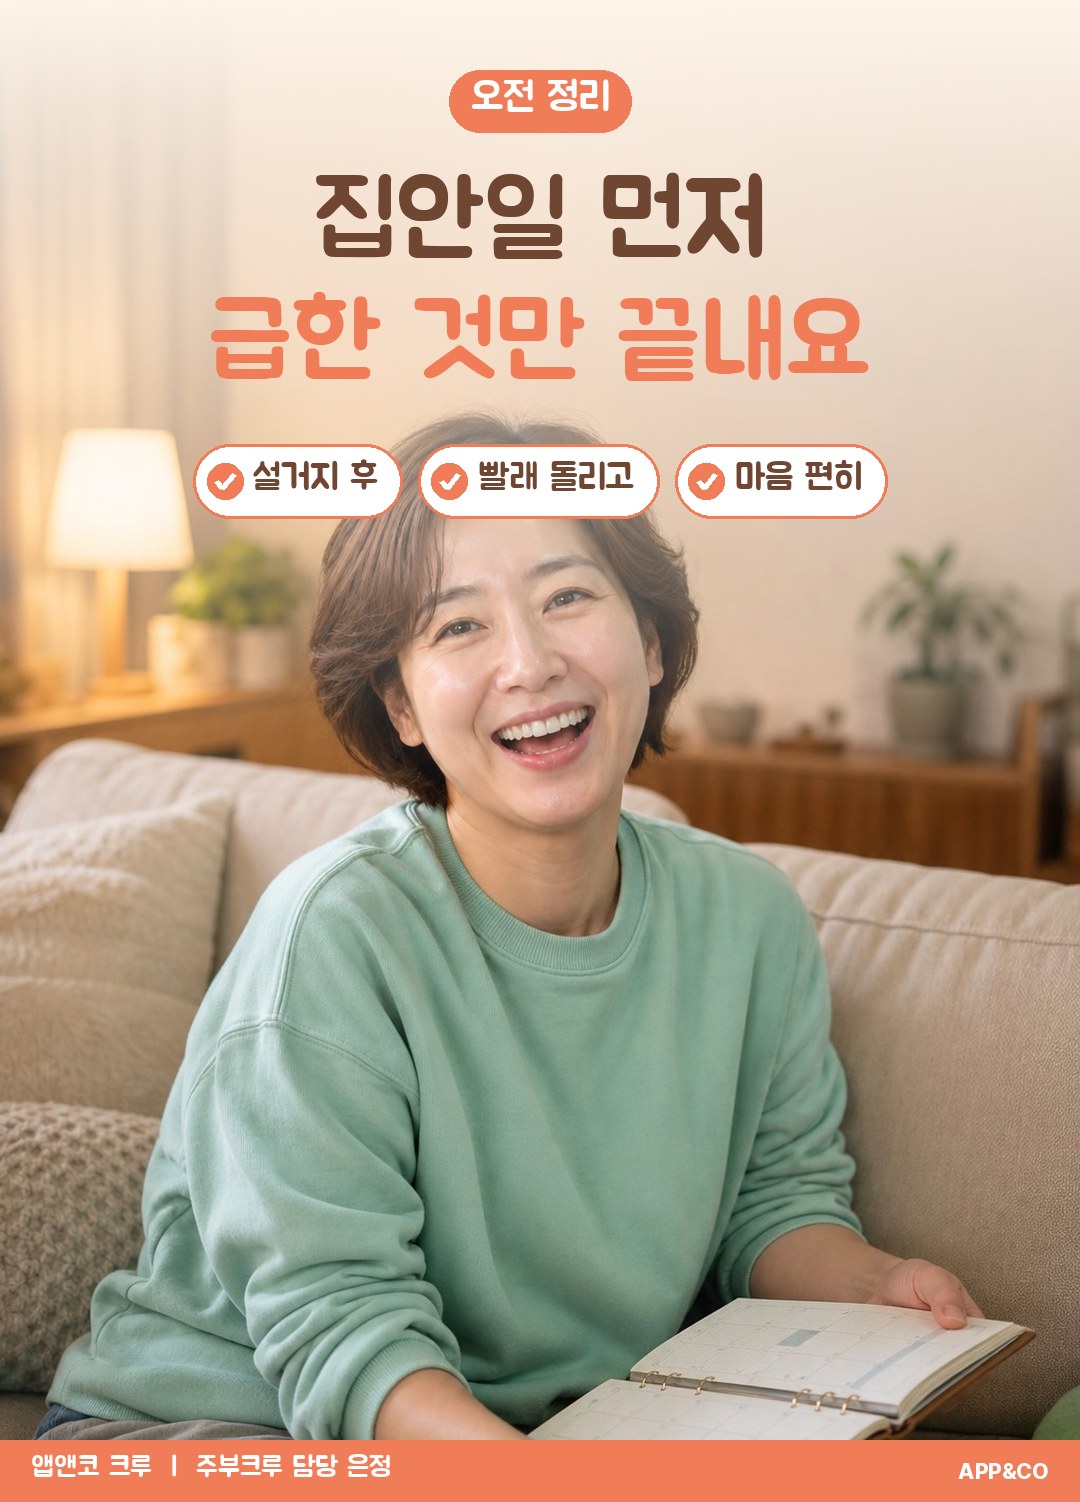 오전 정리
집안일 먼저
급한 것만 끝내요
설거지 후 빨래 돌리고 마음 편히
앱앤코 크루 | 주부크루 담당 은정 APP&CO